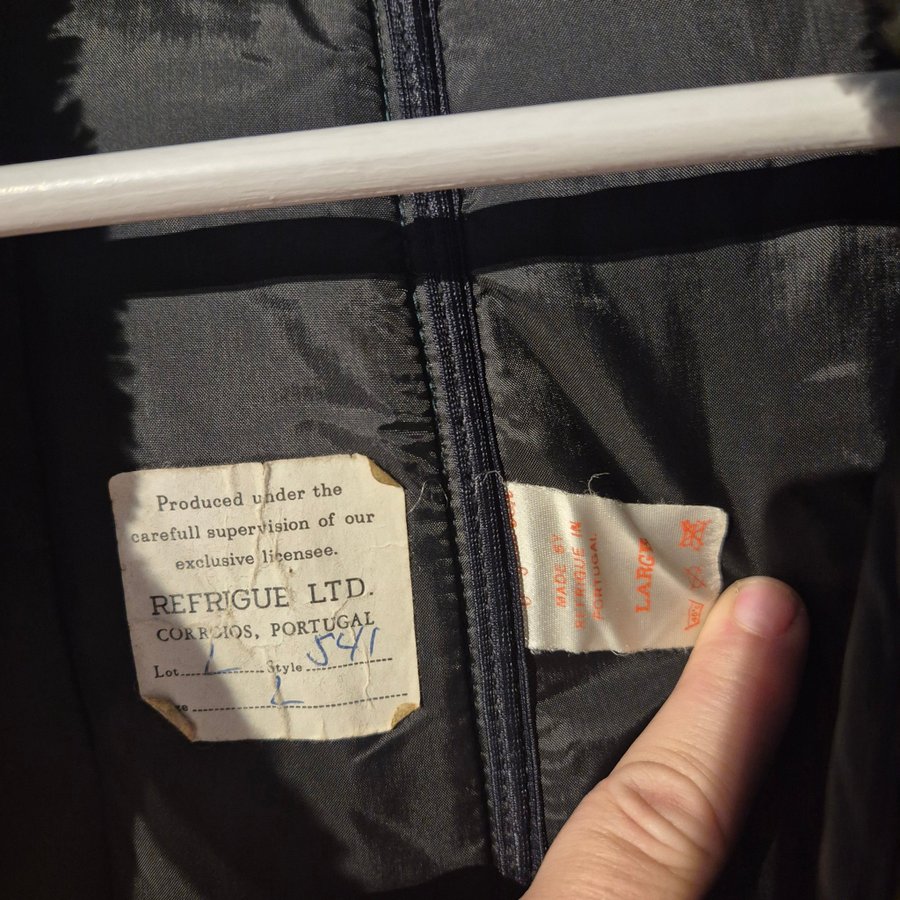 Produced under the
carefull supervision of our
exclusive licensee.
REFRIGUE LTD.
CORROIOS, PORTUGAL
Lot L Style 541
L
MADE BY
REFRIGUE IN
PORTUGAL
LARGE